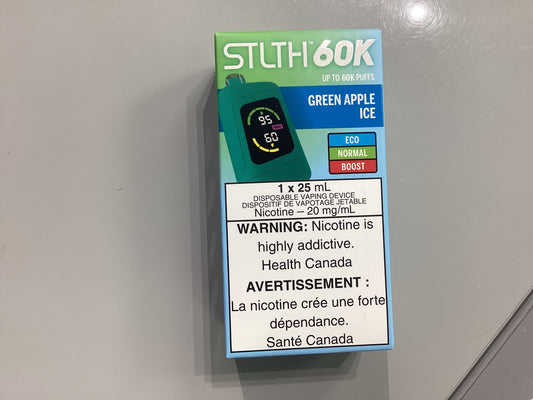 STLTH™ 60K
UP TO 60K PUFFS
GREEN APPLE
ICE
95
60
ECO
NORMAL
BOOST
1 x 25 mL
DISPOSABLE VAPING DEVICE
DISPOSITIF DE VAPOTAGE JETABLE
Nicotine – 20 mg/mL
WARNING: Nicotine is
highly addictive.
Health Canada
AVERTISSEMENT :
La nicotine crée une forte
dépendance.
Santé Canada